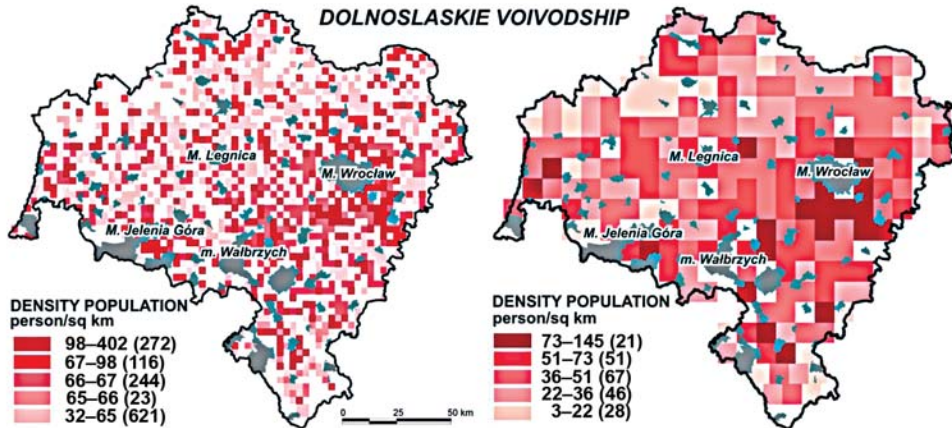 DOLNOSLASKIE VOIVODSHIP
M. Legnica
M. Wrocław
M. Jelenia Góra
m. Wałbrzych
DENSITY POPULATION
person/sq km
98–402 (272)
67–98 (116)
66–67 (244)
65–66 (23)
32–65 (621)
0 25 50 km
M. Legnica
M. Wrocław
M. Jelenia Góra
m. Wałbrzych
DENSITY POPULATION
person/sq km
73–145 (21)
51–73 (51)
36–51 (67)
22–36 (46)
3–22 (28)